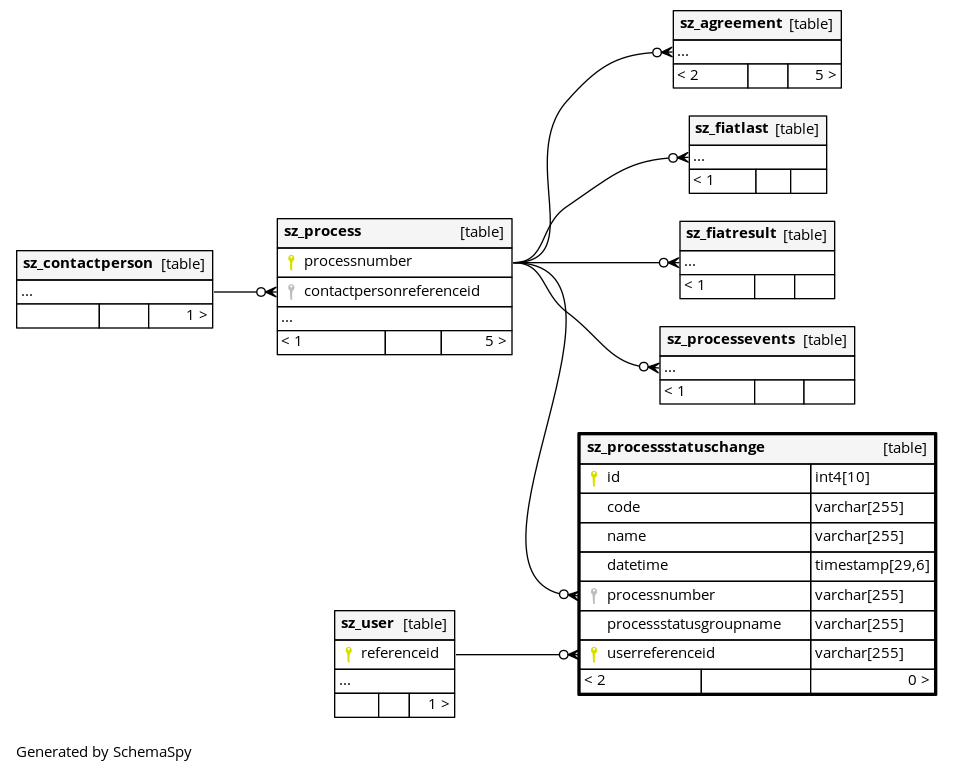 sz_agreement [table]
...
< 2 5 >
sz_fiatlast [table]
...
< 1
sz_process [table]
processnumber
contactpersonreferenceid
...
< 1 5 >
sz_fiatresult [table]
...
< 1
sz_contactperson [table]
...
1 >
sz_processevents [table]
...
< 1
sz_processstatuschange [table]
id int4[10]
code varchar[255]
name varchar[255]
datetime timestamp[29,6]
processnumber varchar[255]
processstatusgroupname varchar[255]
userreferenceid varchar[255]
< 2 0 >
sz_user [table]
referenceid
...
1 >
Generated by SchemaSpy